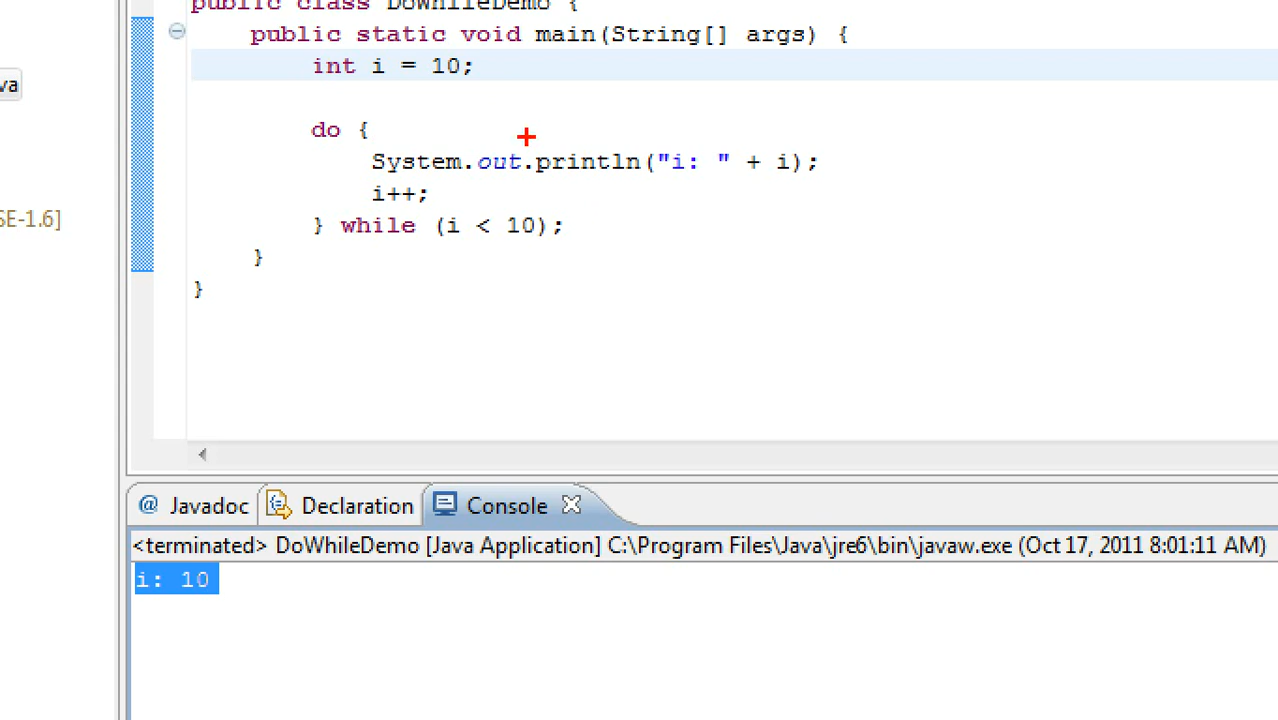 public class DoWhileDemo {
public static void main(String[] args) {
int i = 10;
va
do {
System.out.println("i: " + i);
i++;
SE-1.6]
} while (i < 10);
}
}
@ Javadoc Declaration Console
<terminated> DoWhileDemo [Java Application] C:\Program Files\Java\jre6\bin\javaw.exe (Oct 17, 2011 8:01:11 AM)
i: 10